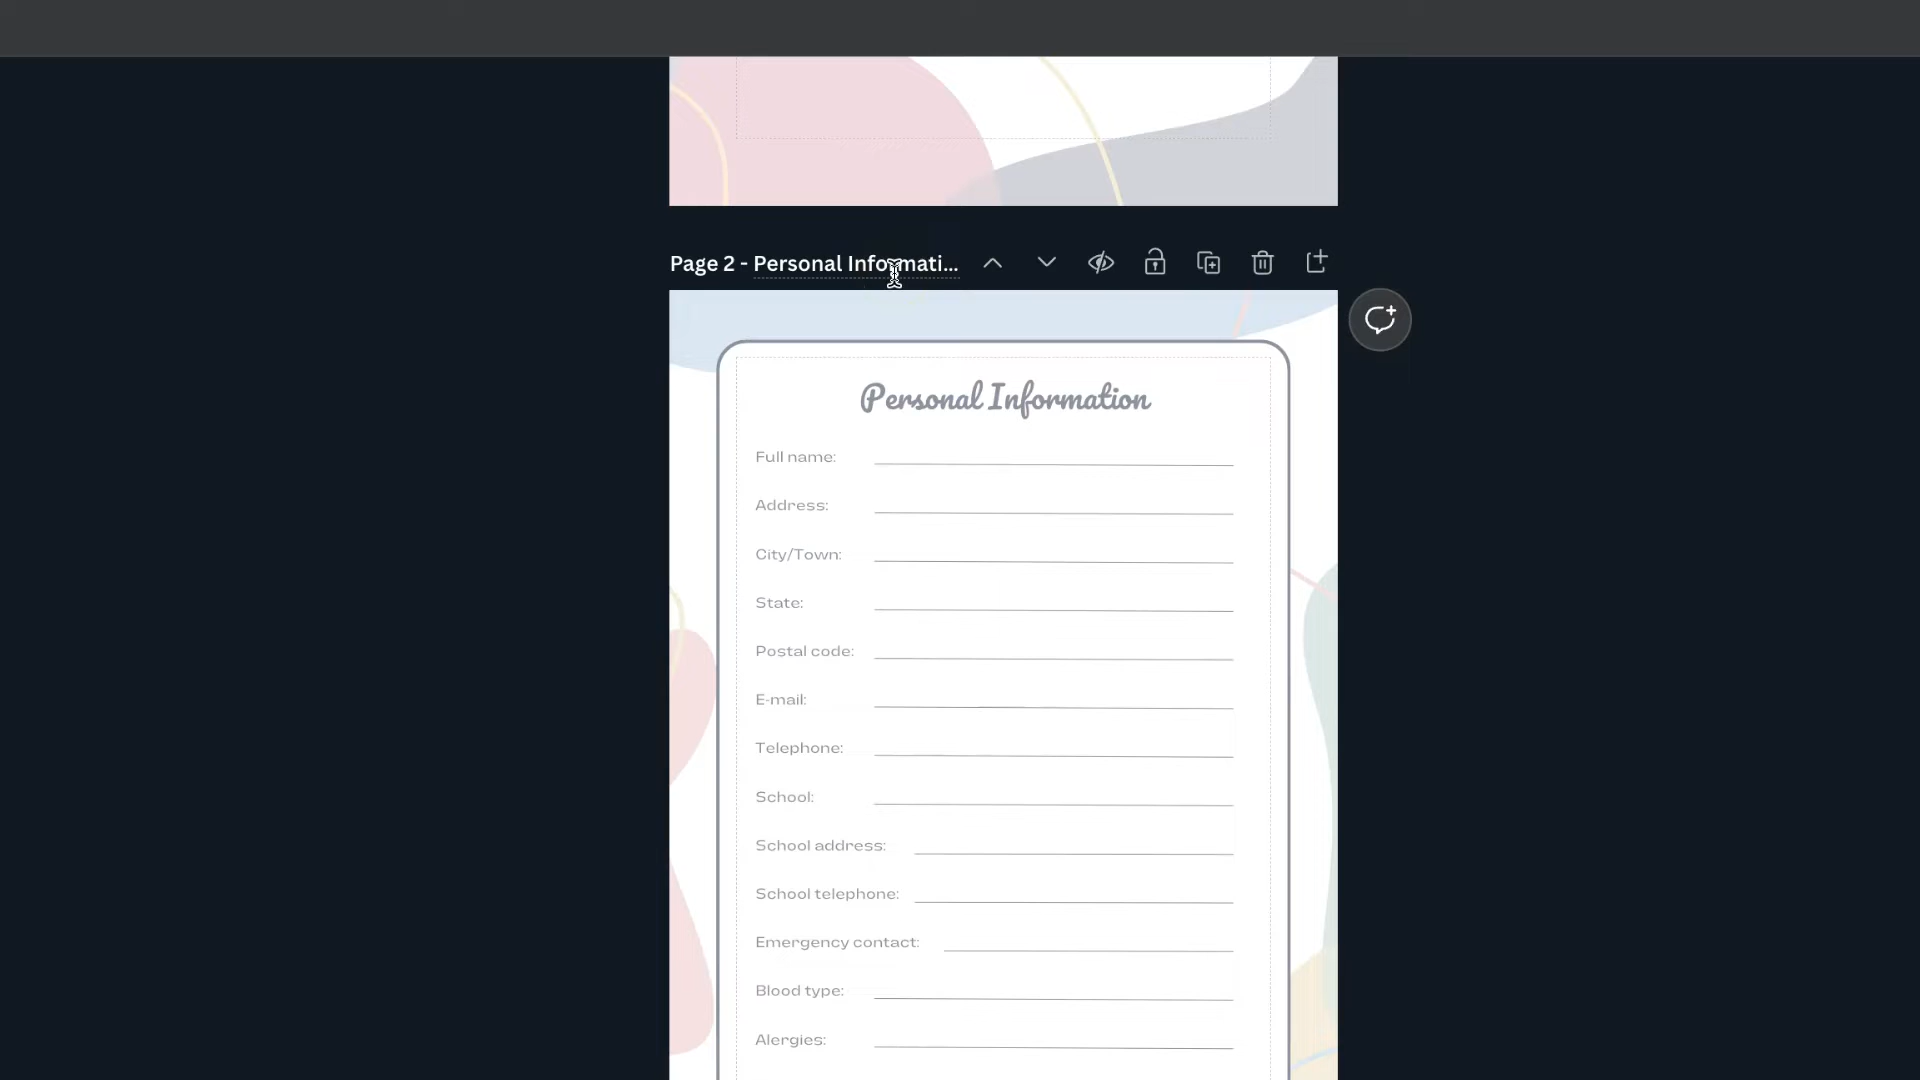 Page 2 - Personal Informati...
Personal Information
Full name:
Address:
City/Town:
State:
Postal code:
E-mail:
Telephone:
School:
School address:
School telephone:
Emergency contact:
Blood type:
Alergies: